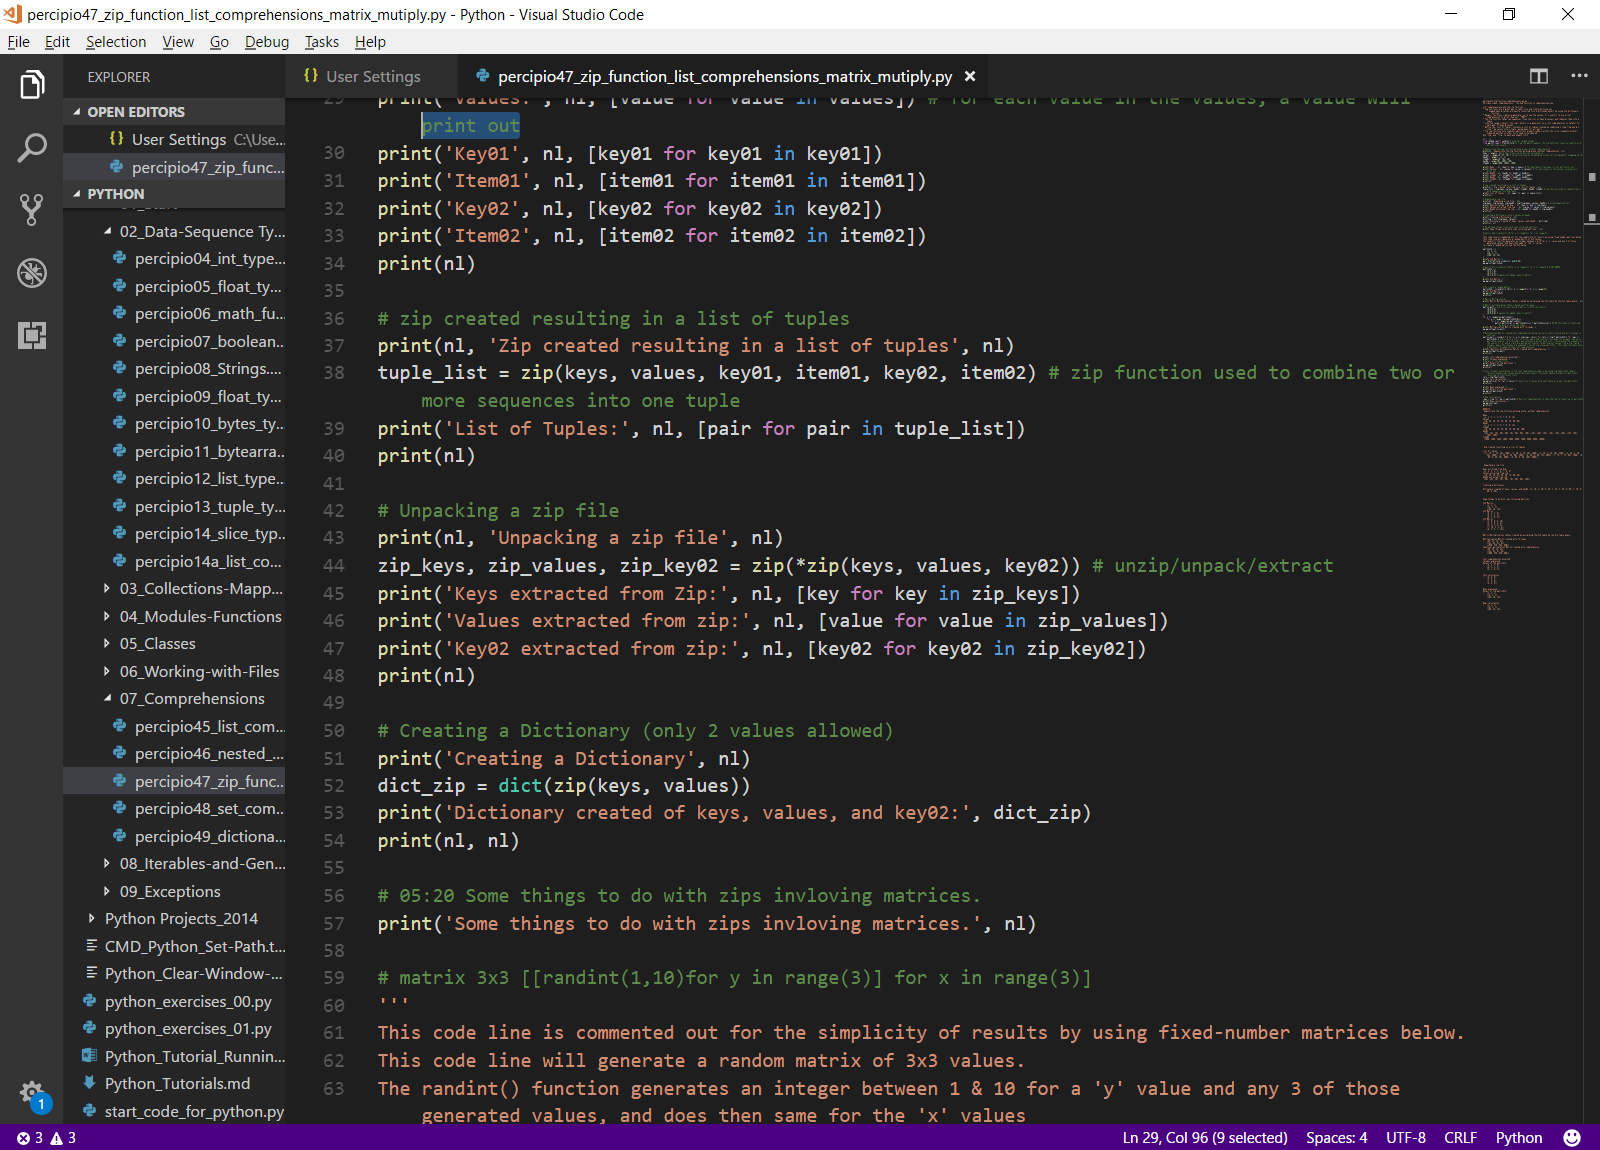 percipio47_zip_function_list_comprehensions_matrix_mutiply.py - Python - Visual Studio Code
File Edit Selection View Go Debug Tasks Help
EXPLORER
OPEN EDITORS
{} User Settings C:\Use...
percipio47_zip_func...
PYTHON
02_Data-Sequence Ty...
percipio04_int_type...
percipio05_float_ty...
percipio06_math_fu...
percipio07_boolean...
percipio08_Strings....
percipio09_float_ty...
percipio10_bytes_ty...
percipio11_bytearra...
percipio12_list_type...
percipio13_tuple_ty...
percipio14_slice_typ...
percipio14a_list_co...
03_Collections-Mapp...
04_Modules-Functions
05_Classes
06_Working-with-Files
07_Comprehensions
percipio45_list_com...
percipio46_nested_...
percipio47_zip_func...
percipio48_set_com...
percipio49_dictiona...
08_Iterables-and-Gen...
09_Exceptions
Python Projects_2014
CMD_Python_Set-Path.t...
Python_Clear-Window-...
python_exercises_00.py
python_exercises_01.py
Python_Tutorial_Runnin...
Python_Tutorials.md
start_code_for_python.py
1
{} User Settings
percipio47_zip_function_list_comprehensions_matrix_mutiply.py
29 print('Values:', nl, [value for value in values]) # for each value in the values, a value will
print out
30 print('Key01', nl, [key01 for key01 in key01])
31 print('Item01', nl, [item01 for item01 in item01])
32 print('Key02', nl, [key02 for key02 in key02])
33 print('Item02', nl, [item02 for item02 in item02])
34 print(nl)
35
36 # zip created resulting in a list of tuples
37 print(nl, 'Zip created resulting in a list of tuples', nl)
38 tuple_list = zip(keys, values, key01, item01, key02, item02) # zip function used to combine two or
more sequences into one tuple
39 print('List of Tuples:', nl, [pair for pair in tuple_list])
40 print(nl)
41
42 # Unpacking a zip file
43 print(nl, 'Unpacking a zip file', nl)
44 zip_keys, zip_values, zip_key02 = zip(*zip(keys, values, key02)) # unzip/unpack/extract
45 print('Keys extracted from Zip:', nl, [key for key in zip_keys])
46 print('Values extracted from zip:', nl, [value for value in zip_values])
47 print('Key02 extracted from zip:', nl, [key02 for key02 in zip_key02])
48 print(nl)
49
50 # Creating a Dictionary (only 2 values allowed)
51 print('Creating a Dictionary', nl)
52 dict_zip = dict(zip(keys, values))
53 print('Dictionary created of keys, values, and key02:', dict_zip)
54 print(nl, nl)
55
56 # 05:20 Some things to do with zips invloving matrices.
57 print('Some things to do with zips invloving matrices.', nl)
58
59 # matrix 3x3 [[randint(1,10)for y in range(3)] for x in range(3)]
60 '''
61 This code line is commented out for the simplicity of results by using fixed-number matrices below.
62 This code line will generate a random matrix of 3x3 values.
63 The randint() function generates an integer between 1 & 10 for a 'y' value and any 3 of those
generated values, and does then same for the 'x' values
3 3 Ln 29, Col 96 (9 selected) Spaces: 4 UTF-8 CRLF Python